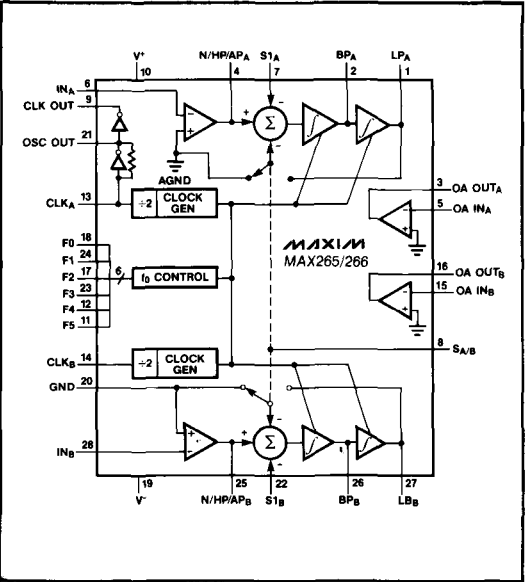 V+ N/HP/APA S1A BPA LPA
10 4 7 2 1
INA 6
CLK OUT 9
OSC OUT 21
+ - Σ
AGND
3 OA OUTA
5 OA INA
CLKA 13 ÷2 CLOCK GEN
MAXIM
MAX265/266
F0 18
F1 24
F2 17 6 f0 CONTROL
F3 23
F4 12
F5 11
16 OA OUTB
15 OA INB
8 SA/B
CLKB 14 ÷2 CLOCK GEN
GND 20
+ - Σ
INB 28
19 25 22 26 27
V- N/HP/APB S1B BPB LBB